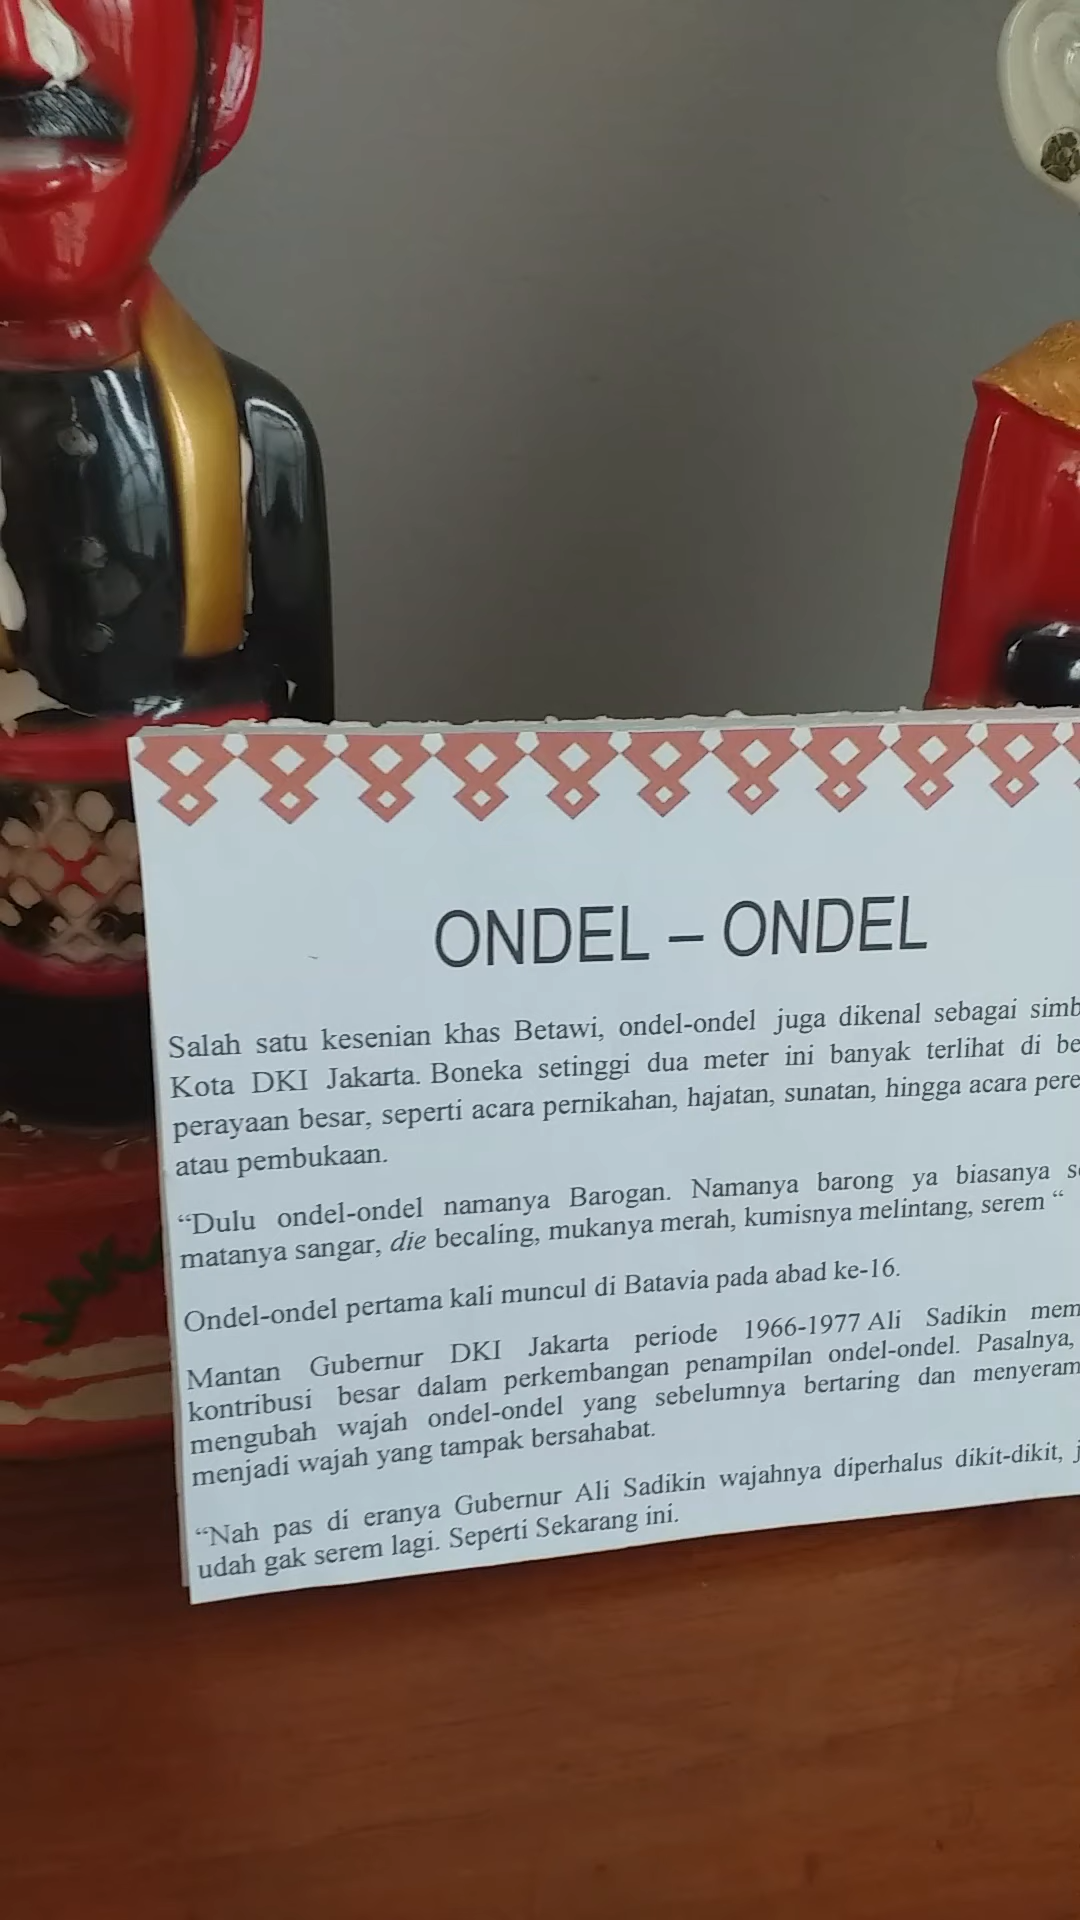 ONDEL – ONDEL
Salah satu kesenian khas Betawi, ondel-ondel juga dikenal sebagai simb
Kota DKI Jakarta. Boneka setinggi dua meter ini banyak terlihat di be
perayaan besar, seperti acara pernikahan, hajatan, sunatan, hingga acara pere
atau pembukaan.
“Dulu ondel-ondel namanya Barogan. Namanya barong ya biasanya s
matanya sangar, die becaling, mukanya merah, kumisnya melintang, serem “
Ondel-ondel pertama kali muncul di Batavia pada abad ke-16.
Mantan Gubernur DKI Jakarta periode 1966-1977 Ali Sadikin mem
kontribusi besar dalam perkembangan penampilan ondel-ondel. Pasalnya,
mengubah wajah ondel-ondel yang sebelumnya bertaring dan menyeram
menjadi wajah yang tampak bersahabat.
“Nah pas di eranya Gubernur Ali Sadikin wajahnya diperhalus dikit-dikit, j
udah gak serem lagi. Seperti Sekarang ini.